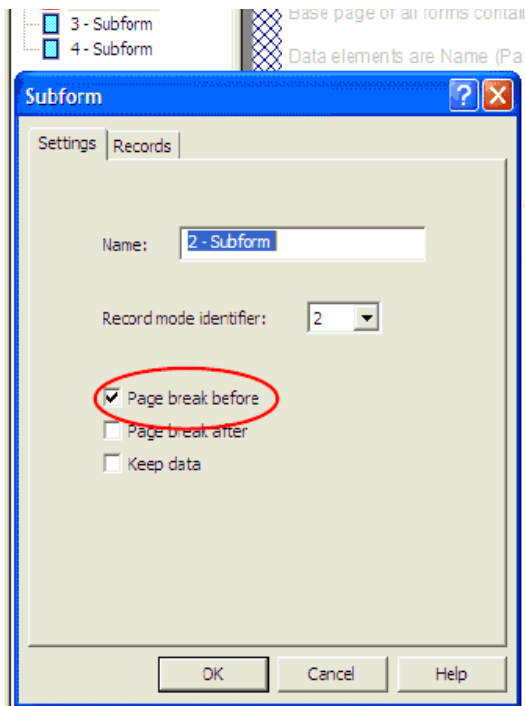 3 - Subform
Base page of all forms contain
4 - Subform
Data elements are Name (Pa
Subform
Settings Records
Name: 2 - Subform
Record mode identifier: 2
Page break before
Page break after
Keep data
OK Cancel Help